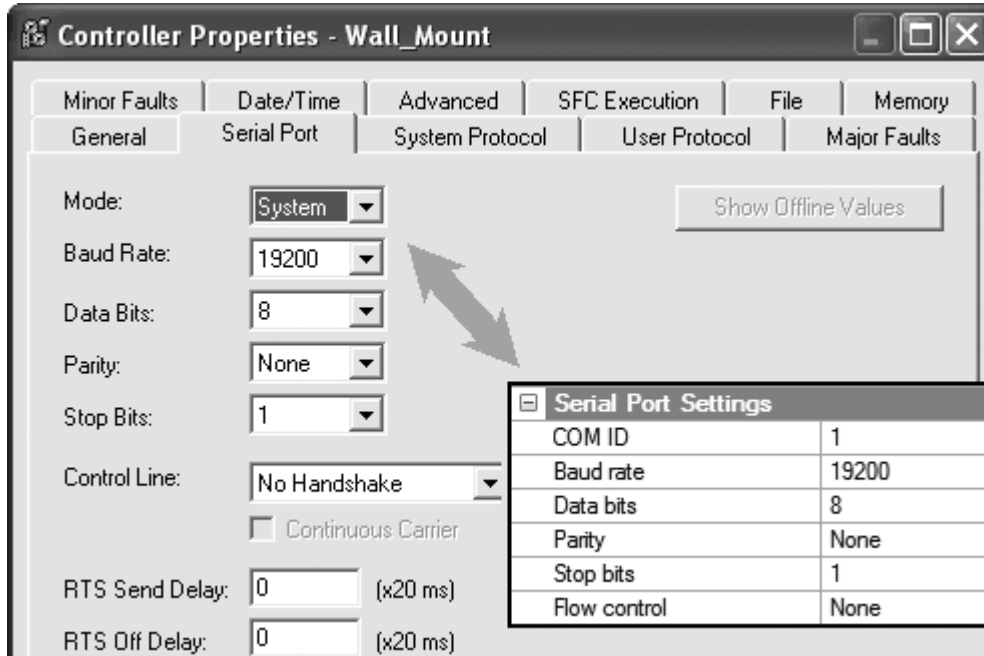 Controller Properties - Wall_Mount
Minor Faults Date/Time Advanced SFC Execution File Memory
General Serial Port System Protocol User Protocol Major Faults
Mode: System Show Offline Values
Baud Rate: 19200
Data Bits: 8
Parity: None
Stop Bits: 1
Control Line: No Handshake
Continuous Carrier
RTS Send Delay: 0 (x20 ms)
RTS Off Delay: 0 (x20 ms)
Serial Port Settings
COM ID 1
Baud rate 19200
Data bits 8
Parity None
Stop bits 1
Flow control None